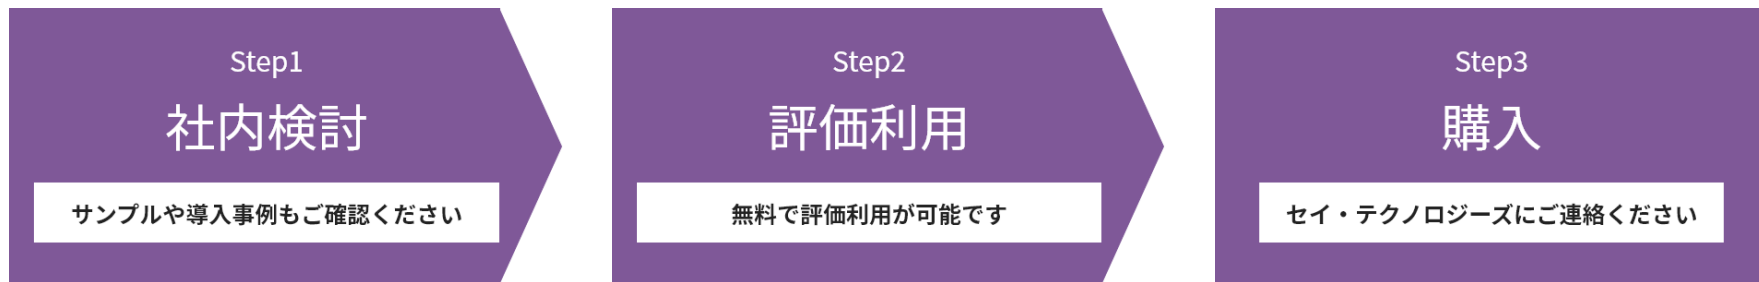 Step1
社内検討
サンプルや導入事例もご確認ください
Step2
評価利用
無料で評価利用が可能です
Step3
購入
セイ・テクノロジーズにご連絡ください